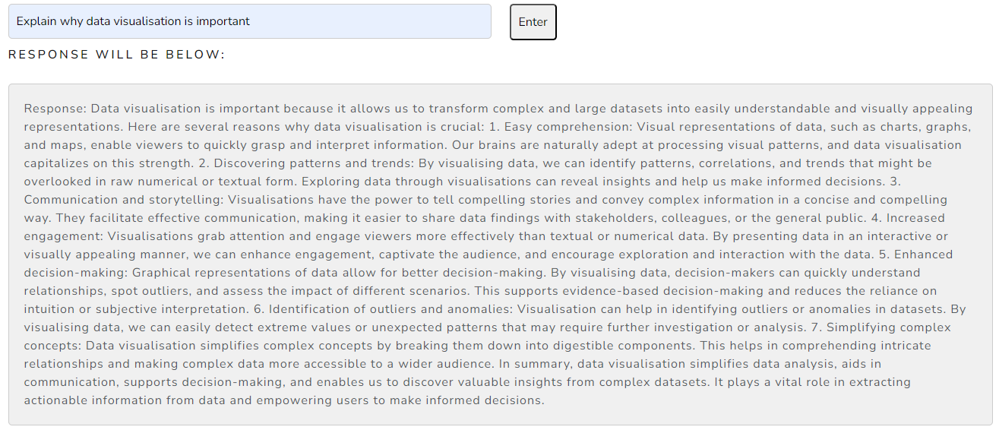 Explain why data visualisation is important
Enter
RESPONSE WILL BE BELOW:
Response: Data visualisation is important because it allows us to transform complex and large datasets into easily understandable and visually appealing
representations. Here are several reasons why data visualisation is crucial: 1. Easy comprehension: Visual representations of data, such as charts, graphs,
and maps, enable viewers to quickly grasp and interpret information. Our brains are naturally adept at processing visual patterns, and data visualisation
capitalizes on this strength. 2. Discovering patterns and trends: By visualising data, we can identify patterns, correlations, and trends that might be
overlooked in raw numerical or textual form. Exploring data through visualisations can reveal insights and help us make informed decisions. 3.
Communication and storytelling: Visualisations have the power to tell compelling stories and convey complex information in a concise and compelling
way. They facilitate effective communication, making it easier to share data findings with stakeholders, colleagues, or the general public. 4. Increased
engagement: Visualisations grab attention and engage viewers more effectively than textual or numerical data. By presenting data in an interactive or
visually appealing manner, we can enhance engagement, captivate the audience, and encourage exploration and interaction with the data. 5. Enhanced
decision-making: Graphical representations of data allow for better decision-making. By visualising data, decision-makers can quickly understand
relationships, spot outliers, and assess the impact of different scenarios. This supports evidence-based decision-making and reduces the reliance on
intuition or subjective interpretation. 6. Identification of outliers and anomalies: Visualisation can help in identifying outliers or anomalies in datasets. By
visualising data, we can easily detect extreme values or unexpected patterns that may require further investigation or analysis. 7. Simplifying complex
concepts: Data visualisation simplifies complex concepts by breaking them down into digestible components. This helps in comprehending intricate
relationships and making complex data more accessible to a wider audience. In summary, data visualisation simplifies data analysis, aids in
communication, supports decision-making, and enables us to discover valuable insights from complex datasets. It plays a vital role in extracting
actionable information from data and empowering users to make informed decisions.